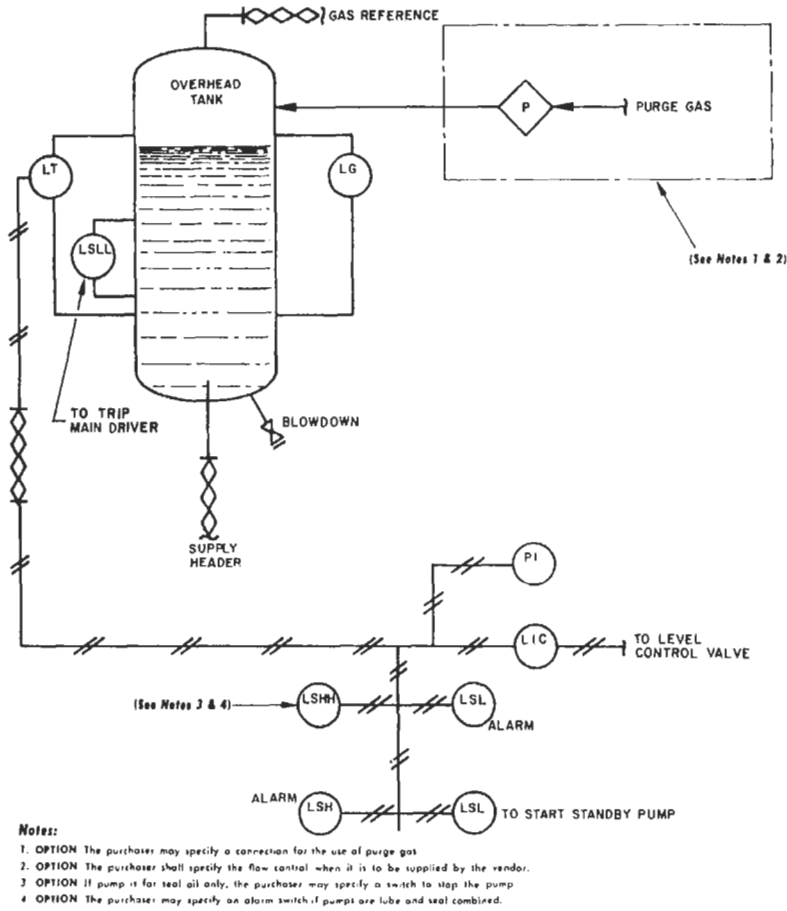 GAS REFERENCE
OVERHEAD
TANK
P
PURGE GAS
LT
LG
LSLL
(See Notes 1 & 2)
TO TRIP
MAIN DRIVER
BLOWDOWN
SUPPLY
HEADER
PI
LIC
TO LEVEL
CONTROL VALVE
(See Notes 3 & 4)
LSHH
LSL
ALARM
ALARM
LSH
LSL
TO START STANDBY PUMP
Notes:
1. OPTION The purchaser may specify a connection for the use of purge gas
2. OPTION The purchaser shall specify the flow control when it is to be supplied by the vendor.
3 OPTION If pump is for seal oil only, the purchaser may specify a switch to stop the pump
4 OPTION The purchaser may specify an alarm switch if pumps are lube and seal combined.